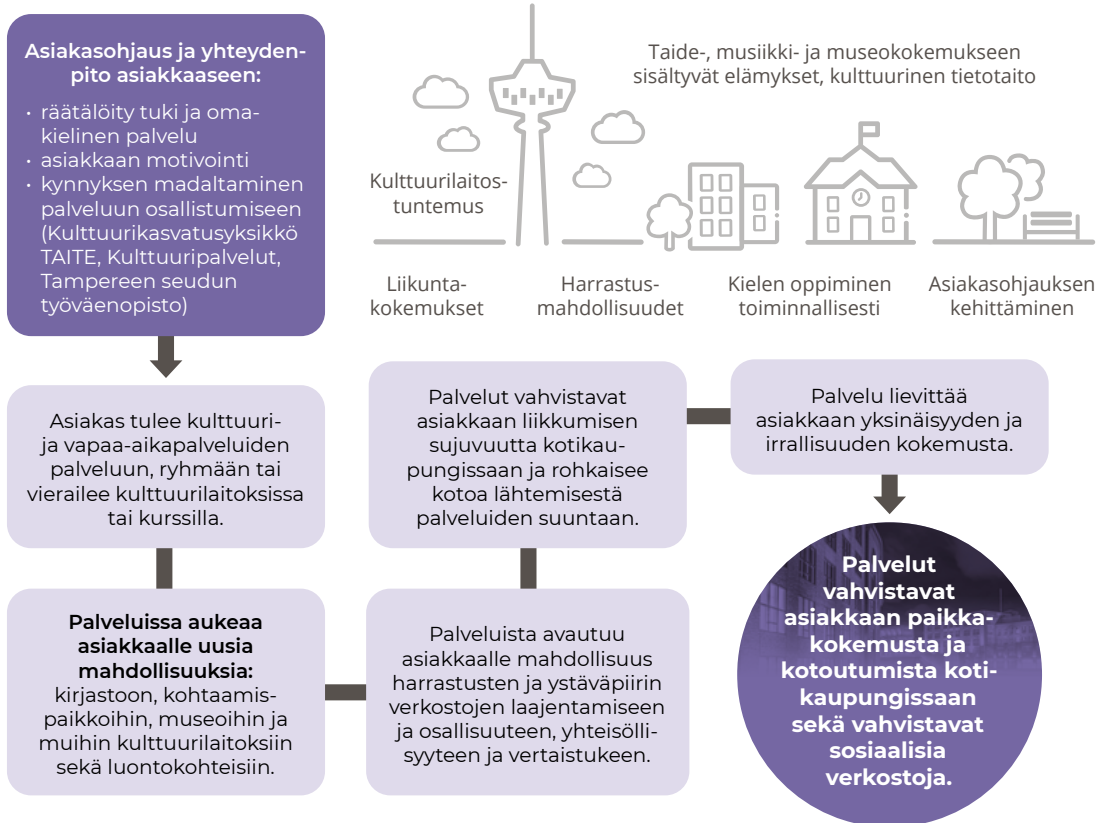 Asiakasohjaus ja yhteyden-
pito asiakkaaseen:
• räätälöity tuki ja oma-
kielinen palvelu
• asiakkaan motivointi
• kynnyksen madaltaminen
palveluun osallistumiseen
(Kulttuurikasvatusyksikkö
TAITE, Kulttuuripalvelut,
Tampereen seudun
työväenopisto)
Taide-, musiikki- ja museokokemukseen
sisältyvät elämykset, kulttuurinen tietotaito
Kulttuurilaitos-
tuntemus
Liikunta-
kokemukset
Harrastus-
mahdollisuudet
Kielen oppiminen
toiminnallisesti
Asiakasohjauksen
kehittäminen
Asiakas tulee kulttuuri-
ja vapaa-aikapalveluiden
palveluun, ryhmään tai
vierailee kulttuurilaitoksissa
tai kurssilla.
Palveluissa aukeaa
asiakkaalle uusia
mahdollisuuksia:
kirjastoon, kohtaamis-
paikkoihin, museoihin ja
muihin kulttuurilaitoksiin
sekä luontokohteisiin.
Palveluista avautuu
asiakkaalle mahdollisuus
harrastusten ja ystäväpiirin
verkostojen laajentamiseen
ja osallisuuteen, yhteisölli-
syyteen ja vertaistukeen.
Palvelut vahvistavat
asiakkaan liikkumisen
sujuvuutta kotikau-
pungissaan ja rohkaisee
kotoa lähtemisestä
palveluiden suuntaan.
Palvelu lievittää
asiakkaan yksinäisyyden ja
irrallisuuden kokemusta.
Palvelut
vahvistavat
asiakkaan paikka-
kokemusta ja
kotoutumista koti-
kaupungissaan
sekä vahvistavat
sosiaalisia
verkostoja.